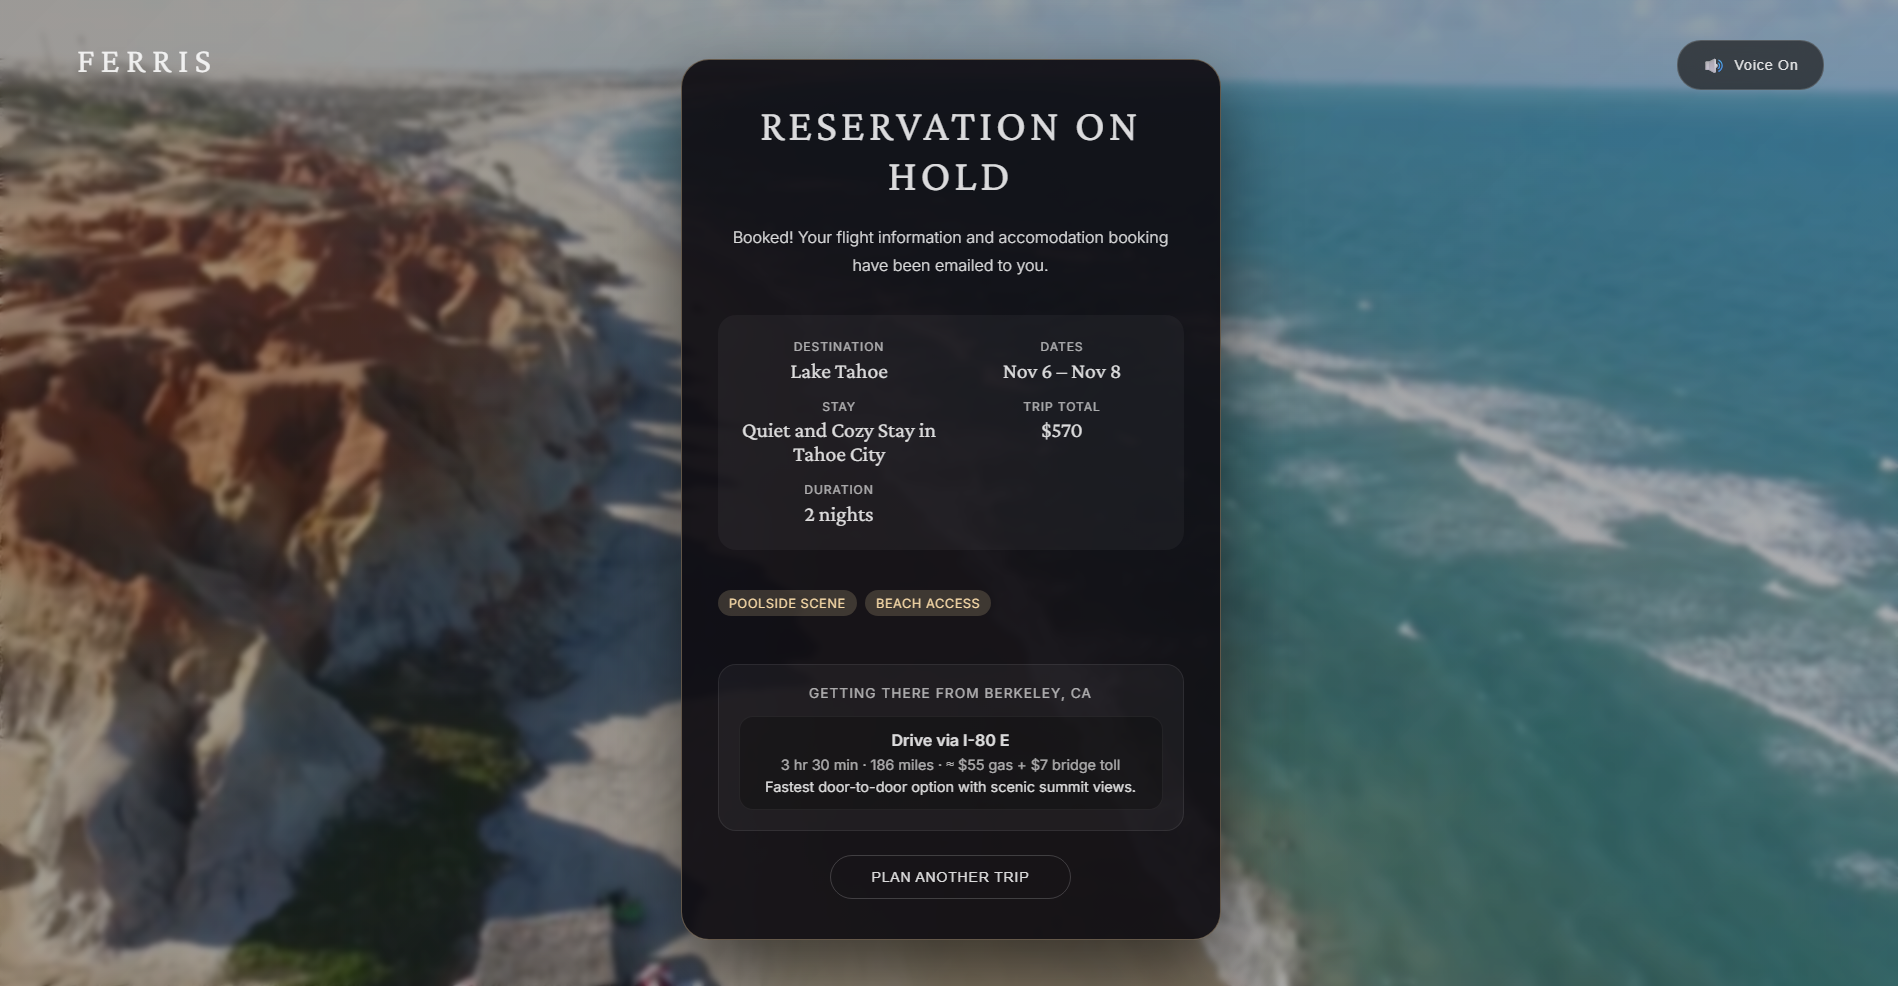 FERRIS
Voice On
RESERVATION ON
HOLD
Booked! Your flight information and accomodation booking
have been emailed to you.
DESTINATION
Lake Tahoe
DATES
Nov 6 – Nov 8
STAY
Quiet and Cozy Stay in
Tahoe City
TRIP TOTAL
$570
DURATION
2 nights
POOLSIDE SCENE
BEACH ACCESS
GETTING THERE FROM BERKELEY, CA
Drive via I-80 E
3 hr 30 min · 186 miles · ≈ $55 gas + $7 bridge toll
Fastest door-to-door option with scenic summit views.
PLAN ANOTHER TRIP